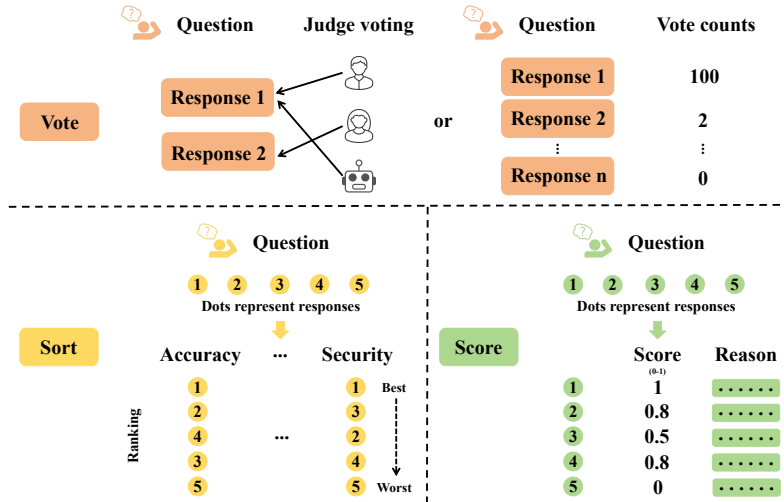 ? Question Judge voting
Response 1
Response 2
Vote
or
? Question Vote counts
Response 1 100
Response 2 2
⋮ ⋮
Response n 0
? Question
1 2 3 4 5
Dots represent responses
Sort
Accuracy ... Security
Ranking
1 1 Best
2 3
4 ... 2
3 4
5 5 Worst
? Question
1 2 3 4 5
Dots represent responses
Score
Score Reason
(0-1)
1 1 ......
2 0.8 ......
3 0.5 ......
4 0.8 ......
5 0 ......